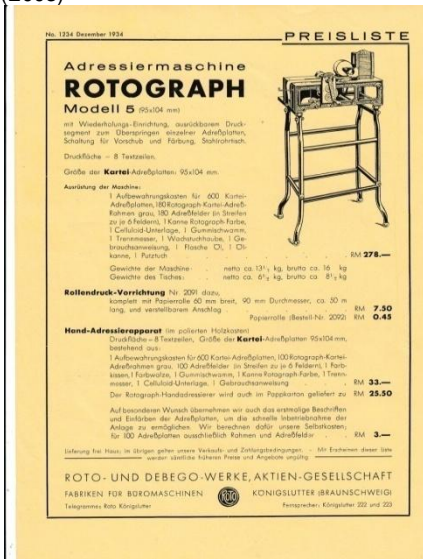 (2008)
No. 1234 Dezember 1934
PREISLISTE
Adressiermaschine
ROTOGRAPH
Modell 5 (95x104 mm)
mit Wiederholungs-Einrichtung, ausrückbarem Druck-
segment zum Überspringen einzelner Adreßplatten,
Schaltung für Vorschub und Färbung, Stahlrohrtisch.
Druckfläche – 8 Textzeilen.
Größe der Kartei-Adreßplatten: 95x104 mm.
Ausrüstung der Maschine:
1 Aufbewahrungskasten für 600 Kartei-
Adreßplatten, 180 Rotograph Kartei-Adreß-
Rahmen grau, 180 Adreßfelder (in Streifen
zu je 6 Feldern), 1 Kanne Rotograph-Farbe,
1 Celluloid-Unterlage, 1 Gummischwamm,
1 Trennmesser, 1 Wachstuchhaube, 1 Ge-
brauchsanweisung, 1 Flasche Öl, 1 Öl-
kanne, 1 Putztuch
RM 278.—
Gewichte der Maschine: netto ca. 13½ kg, brutto ca. 16 kg
Gewichte des Tisches: netto ca. 6½ kg, brutto ca. 8½ kg
Rollendruck-Vorrichtung Nr. 2091 dazu,
komplett mit Papierrolle 60 mm breit, 90 mm Durchmesser, ca. 50 m
lang, und verstellbarem Anschlag RM 7.50
Papierrolle (Bestell-Nr. 2092) RM 0.45
Hand-Adressierapparat (im polierten Holzkasten)
Druckfläche – 8 Textzeilen, Größe der Kartei-Adreßplatten 95x104 mm,
bestehend aus:
1 Aufbewahrungskasten für 600 Kartei-Adreßplatten, 100 Rotograph-Kartei-
Adreßrahmen grau, 100 Adreßfelder (in Streifen zu je 6 Feldern), 1 Farb-
kissen, 1 Farbwalze, 1 Gummischwamm, 1 Kanne Rotograph-Farbe, 1 Trenn-
messer, 1 Celluloid-Unterlage, 1 Gebrauchsanweisung RM 33.—
Der Rotograph-Handadressierer wird auch im Pappkarton geliefert zu RM 25.50
Auf besonderen Wunsch übernehmen wir auch das erstmalige Beschriften
und Einfärben der Adreßplatten, um die schnelle Inbetriebnahme der
Anlage zu ermöglichen. Wir berechnen dafür unsere Selbstkosten;
für 100 Adreßplatten ausschließlich Rahmen und Adreßfelder RM 3.—
Lieferung frei Haus; im übrigen gelten unsere Verkaufs- und Zahlungsbedingungen. - Mit Erscheinen dieser Liste
werden sämtliche früheren Preise und Angebote ungültig.
ROTO- UND DEBEGO-WERKE, AKTIEN-GESELLSCHAFT
FABRIKEN FÜR BÜROMASCHINEN ROTO KÖNIGSLUTTER (BRAUNSCHWEIG)
Telegramme: Roto Königslutter Fernsprecher: Königslutter 222 und 223